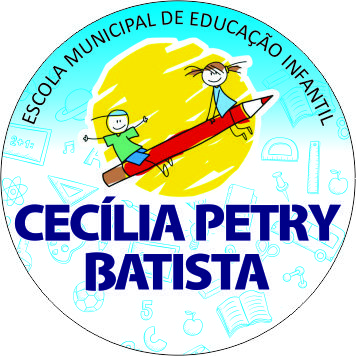 ESCOLA MUNICIPAL DE EDUCAÇÃO INFANTIL
CECÍLIA PETRY
BATISTA